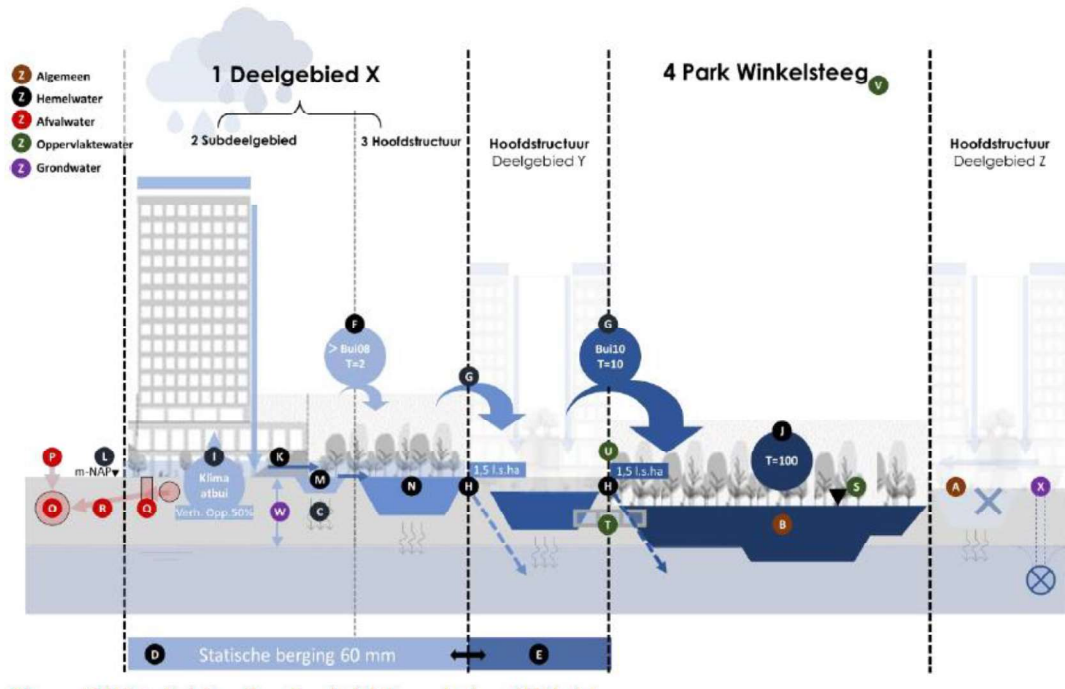 1 Deelgebied X
4 Park Winkelsteeg
V
Z Algemeen
Z Hemelwater
Z Afvalwater
Z Oppervlaktewater
Z Grondwater
2 Subdeelgebied
3 Hoofdstructuur
Hoofdstructuur
Deelgebied Y
Hoofdstructuur
Deelgebied Z
F
> Bui08
T=2
G
G
Bui10
T=10
J
T=100
P
L
m-NAP
I
Klima
atbui
Verh. Opp.50%
K
M
N
1,5 l.s.ha
H
U
1,5 l.s.ha
H
S
A
X
O
R
Q
W
C
T
B
D
Statische berging 60 mm
E